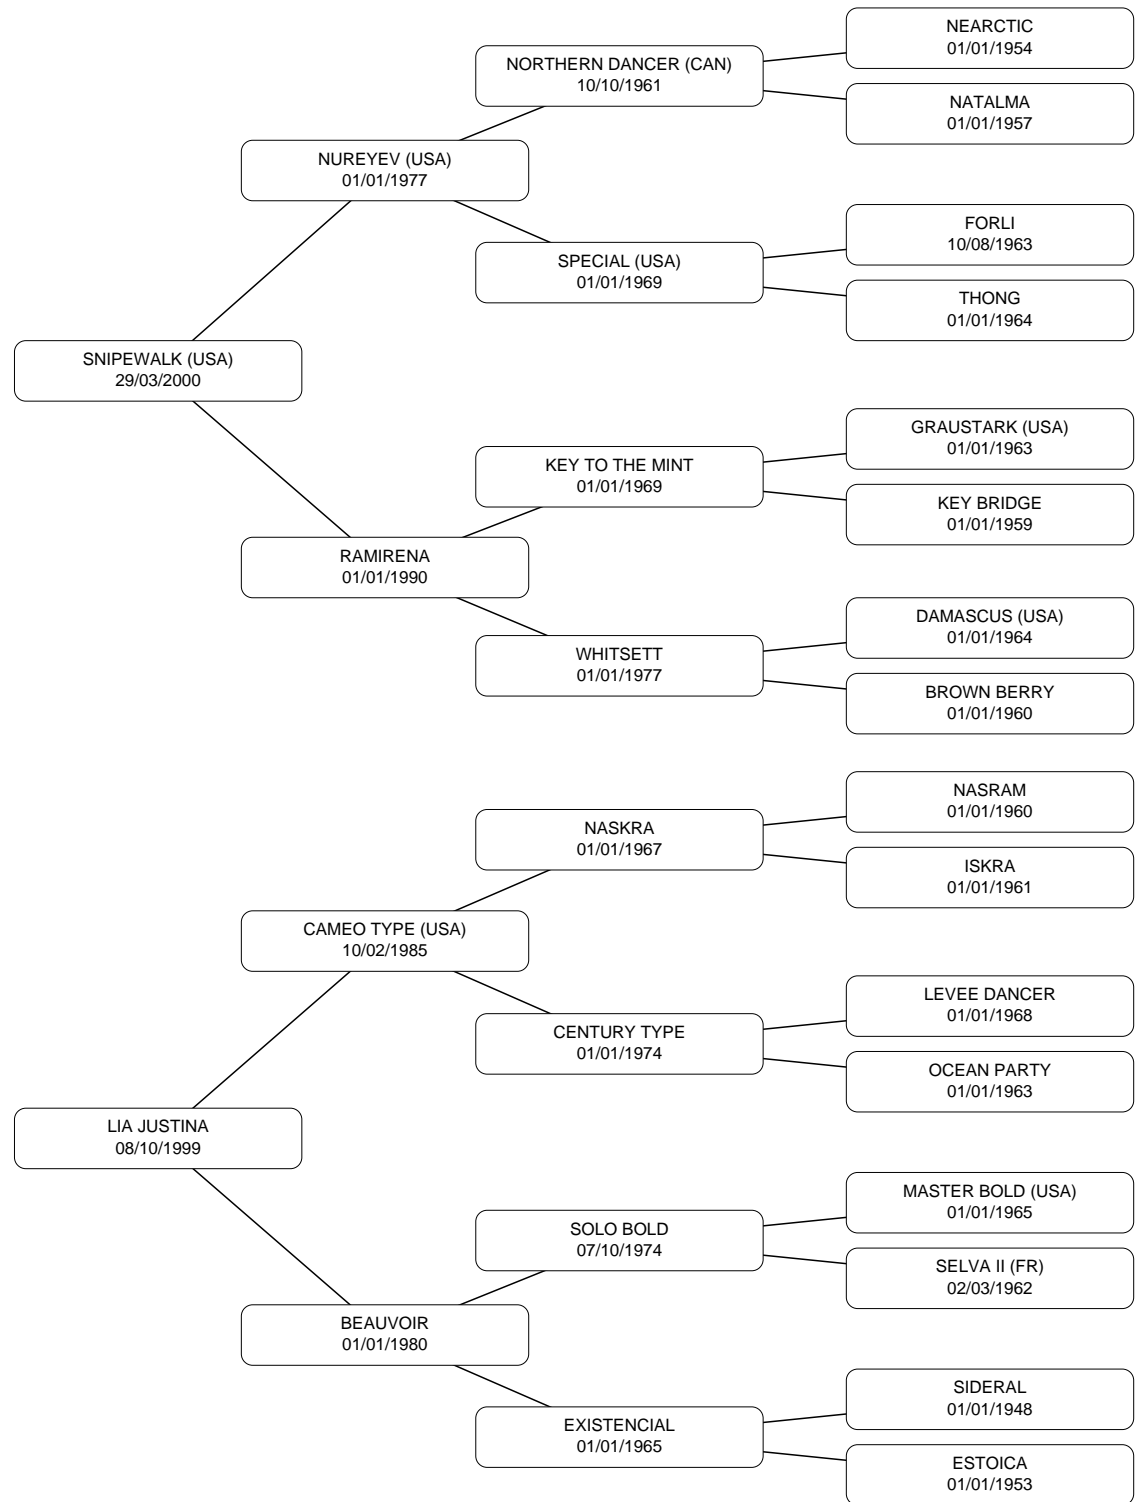 NEARCTIC
01/01/1954
NORTHERN DANCER (CAN)
10/10/1961
NATALMA
01/01/1957
NUREYEV (USA)
01/01/1977
FORLI
10/08/1963
SPECIAL (USA)
01/01/1969
THONG
01/01/1964
SNIPEWALK (USA)
29/03/2000
GRAUSTARK (USA)
01/01/1963
KEY TO THE MINT
01/01/1969
KEY BRIDGE
01/01/1959
RAMIRENA
01/01/1990
DAMASCUS (USA)
01/01/1964
WHITSETT
01/01/1977
BROWN BERRY
01/01/1960
NASRAM
01/01/1960
NASKRA
01/01/1967
ISKRA
01/01/1961
CAMEO TYPE (USA)
10/02/1985
LEVEE DANCER
01/01/1968
CENTURY TYPE
01/01/1974
OCEAN PARTY
01/01/1963
LIA JUSTINA
08/10/1999
MASTER BOLD (USA)
01/01/1965
SOLO BOLD
07/10/1974
SELVA II (FR)
02/03/1962
BEAUVOIR
01/01/1980
SIDERAL
01/01/1948
EXISTENCIAL
01/01/1965
ESTOICA
01/01/1953